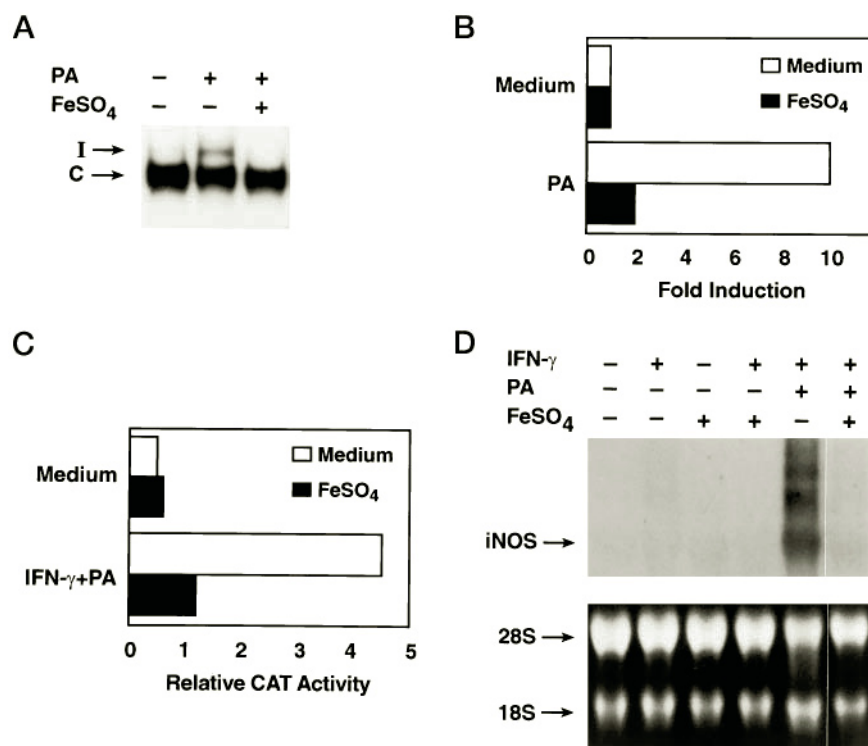 A
PA − + +
FeSO4 − − +
I
C
B
Medium
FeSO4
Medium
PA
0 2 4 6 8 10
Fold Induction
C
Medium
FeSO4
Medium
IFN-γ+PA
0 1 2 3 4 5
Relative CAT Activity
D
IFN-γ − + − + + +
PA − − − − + +
FeSO4 − − + + − +
iNOS
28S
18S